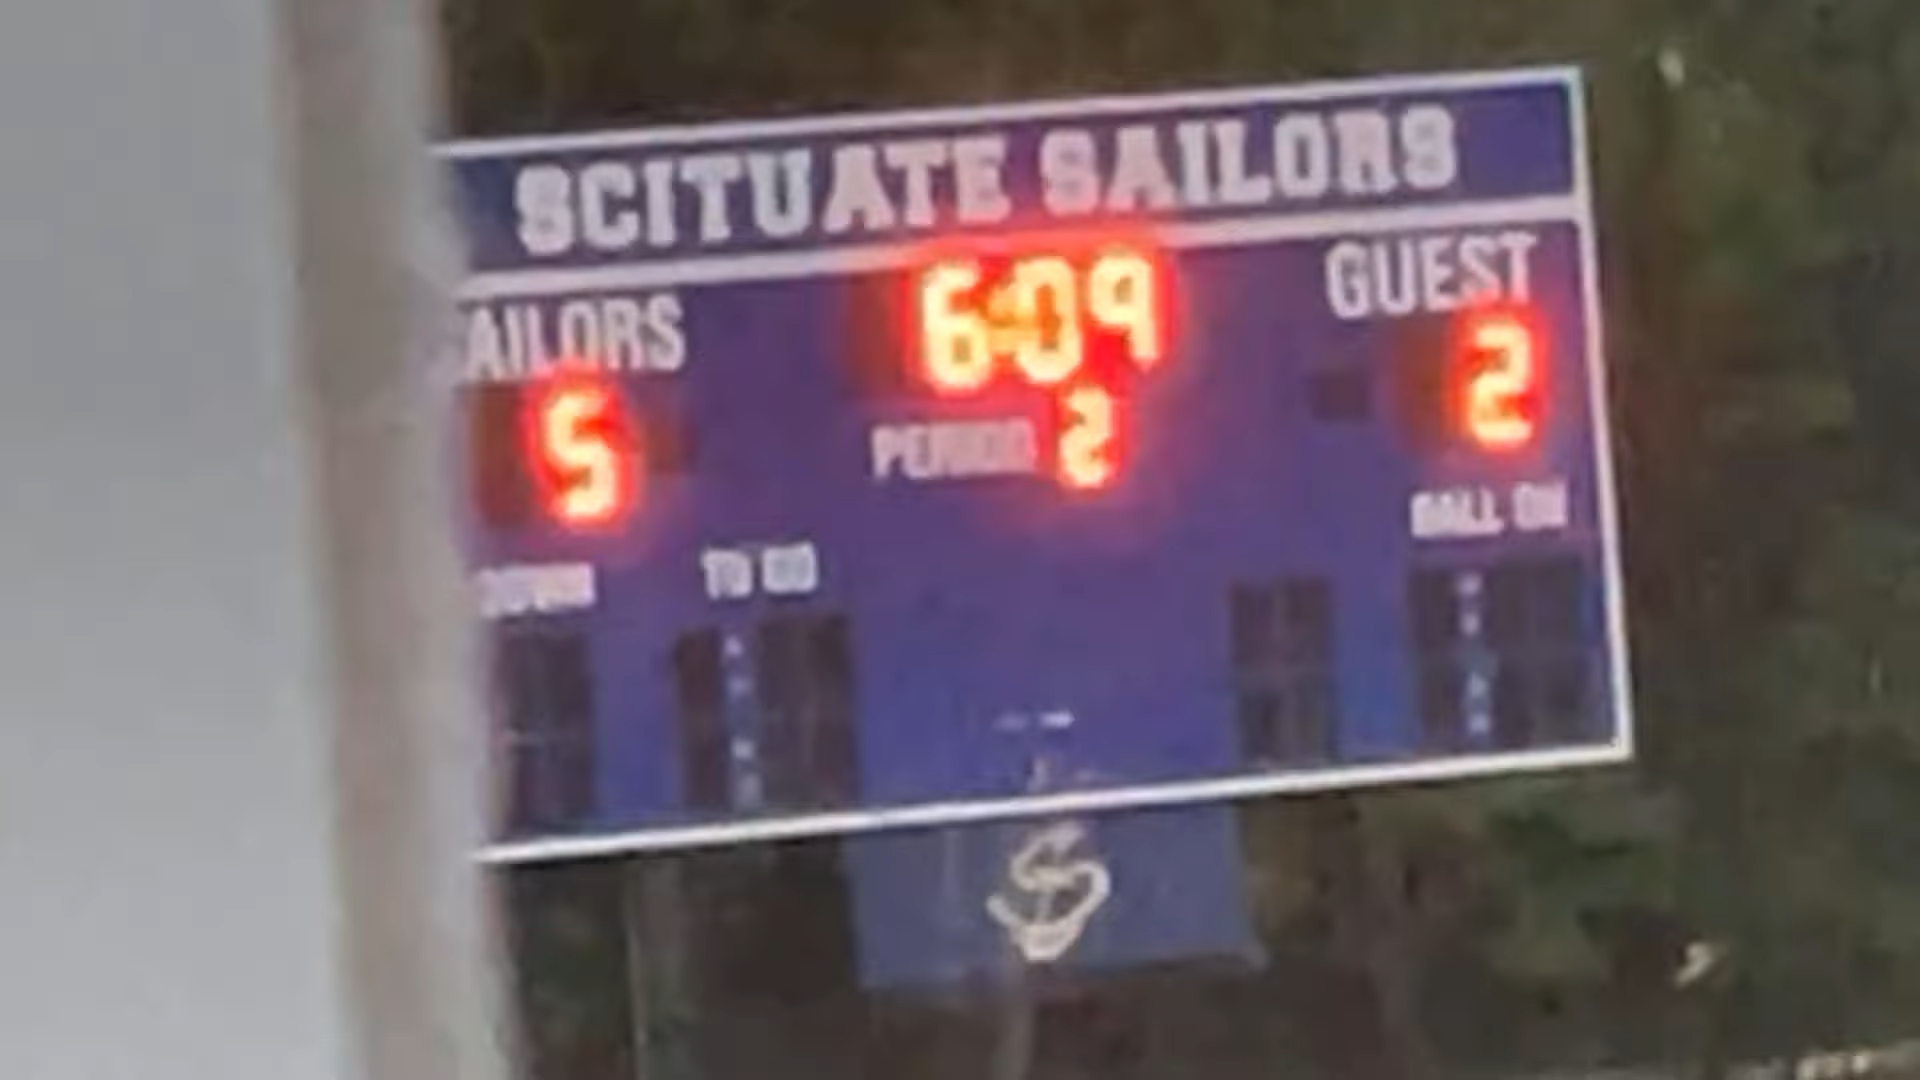 SCITUATE SAILORS
AILORS 6:09 GUEST
5 PERIOD 2 2
DOWN TO GO BALL ON